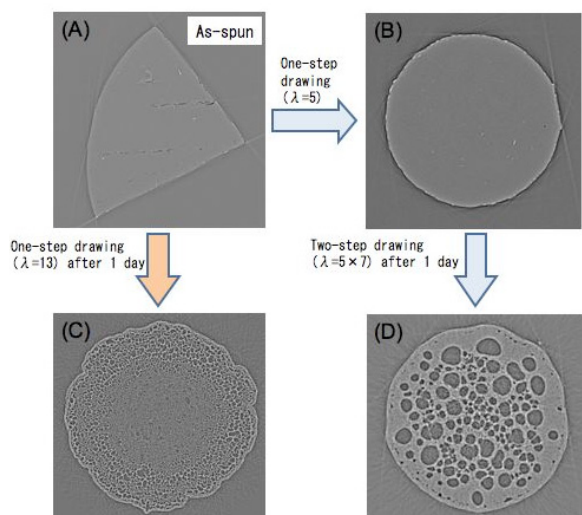 (A)
As-spun
One-step
drawing
(λ=5)
(B)
One-step drawing
(λ=13) after 1 day
Two-step drawing
(λ=5×7) after 1 day
(C)
(D)